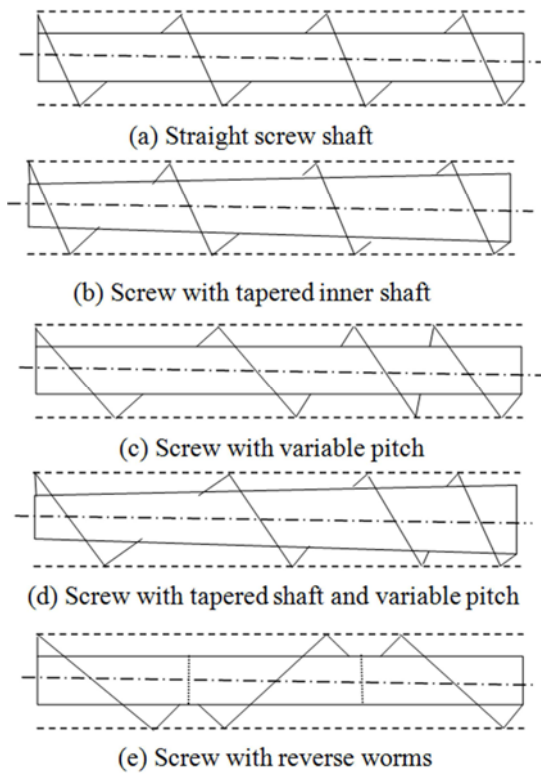 (a) Straight screw shaft
(b) Screw with tapered inner shaft
(c) Screw with variable pitch
(d) Screw with tapered shaft and variable pitch
(e) Screw with reverse worms